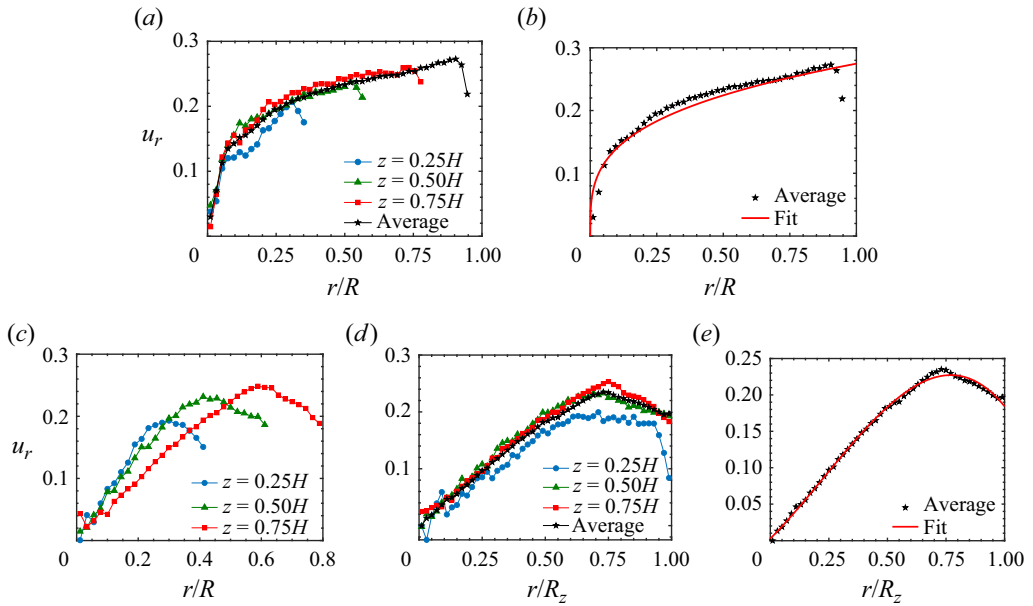 (a)
0.3
0.2
u_r
0.1
z = 0.25H
z = 0.50H
z = 0.75H
Average
0 0.25 0.50 0.75 1.00
r/R
(b)
0.3
0.2
0.1
Average
Fit
0 0.25 0.50 0.75 1.00
r/R
(c)
0.3
0.2
u_r
0.1
z = 0.25H
z = 0.50H
z = 0.75H
0 0.2 0.4 0.6 0.8
r/R
(d)
0.3
0.2
0.1
z = 0.25H
z = 0.50H
z = 0.75H
Average
0 0.25 0.50 0.75 1.00
r/R_z
(e)
0.25
0.20
0.15
0.10
0.05
Average
Fit
0 0.25 0.50 0.75 1.00
r/R_z